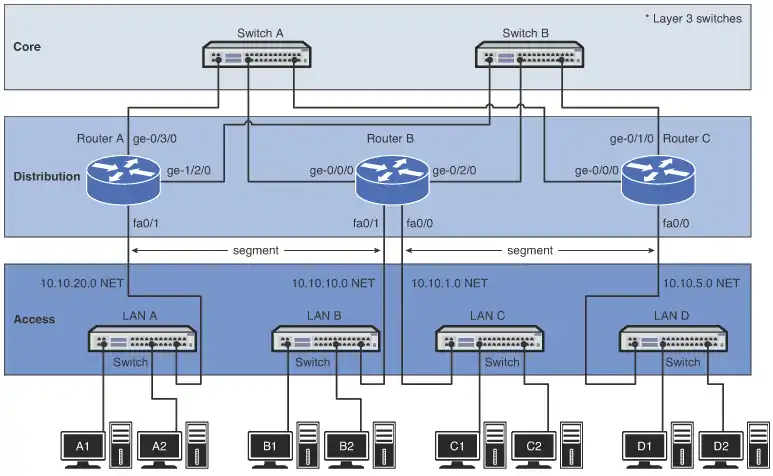 * Layer 3 switches
Switch A
Switch B
Core
Router A
ge-0/3/0
Router B
ge-0/1/0
Router C
ge-1/2/0
ge-0/0/0
ge-0/2/0
ge-0/0/0
Distribution
fa0/1
fa0/1
fa0/0
fa0/0
segment
segment
10.10.20.0 NET
10.10.10.0 NET
10.10.1.0 NET
10.10.5.0 NET
Access
LAN A
LAN B
LAN C
LAN D
Switch
Switch
Switch
Switch
A1
A2
B1
B2
C1
C2
D1
D2